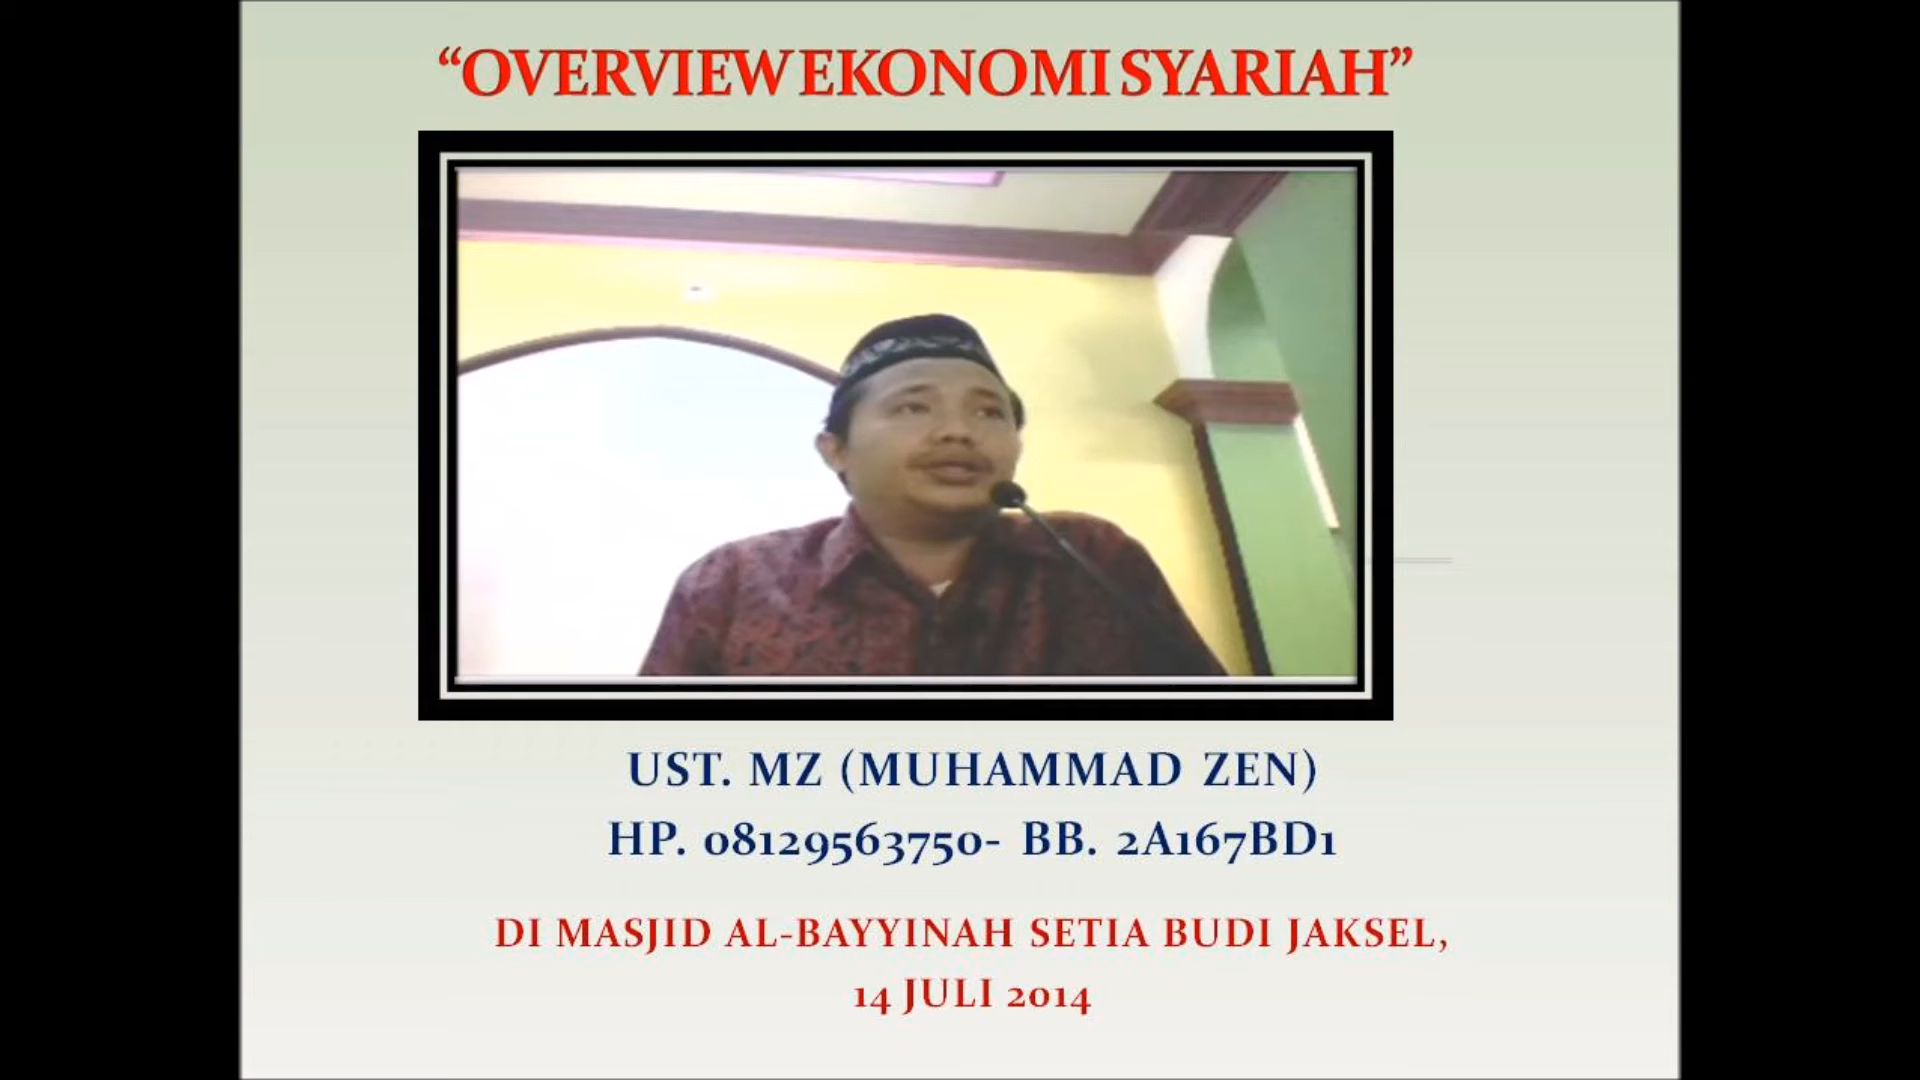 “OVERVIEW EKONOMI SYARIAH”
UST. MZ (MUHAMMAD ZEN)
HP. 08129563750- BB. 2A167BD1
DI MASJID AL-BAYYINAH SETIA BUDI JAKSEL,
14 JULI 2014